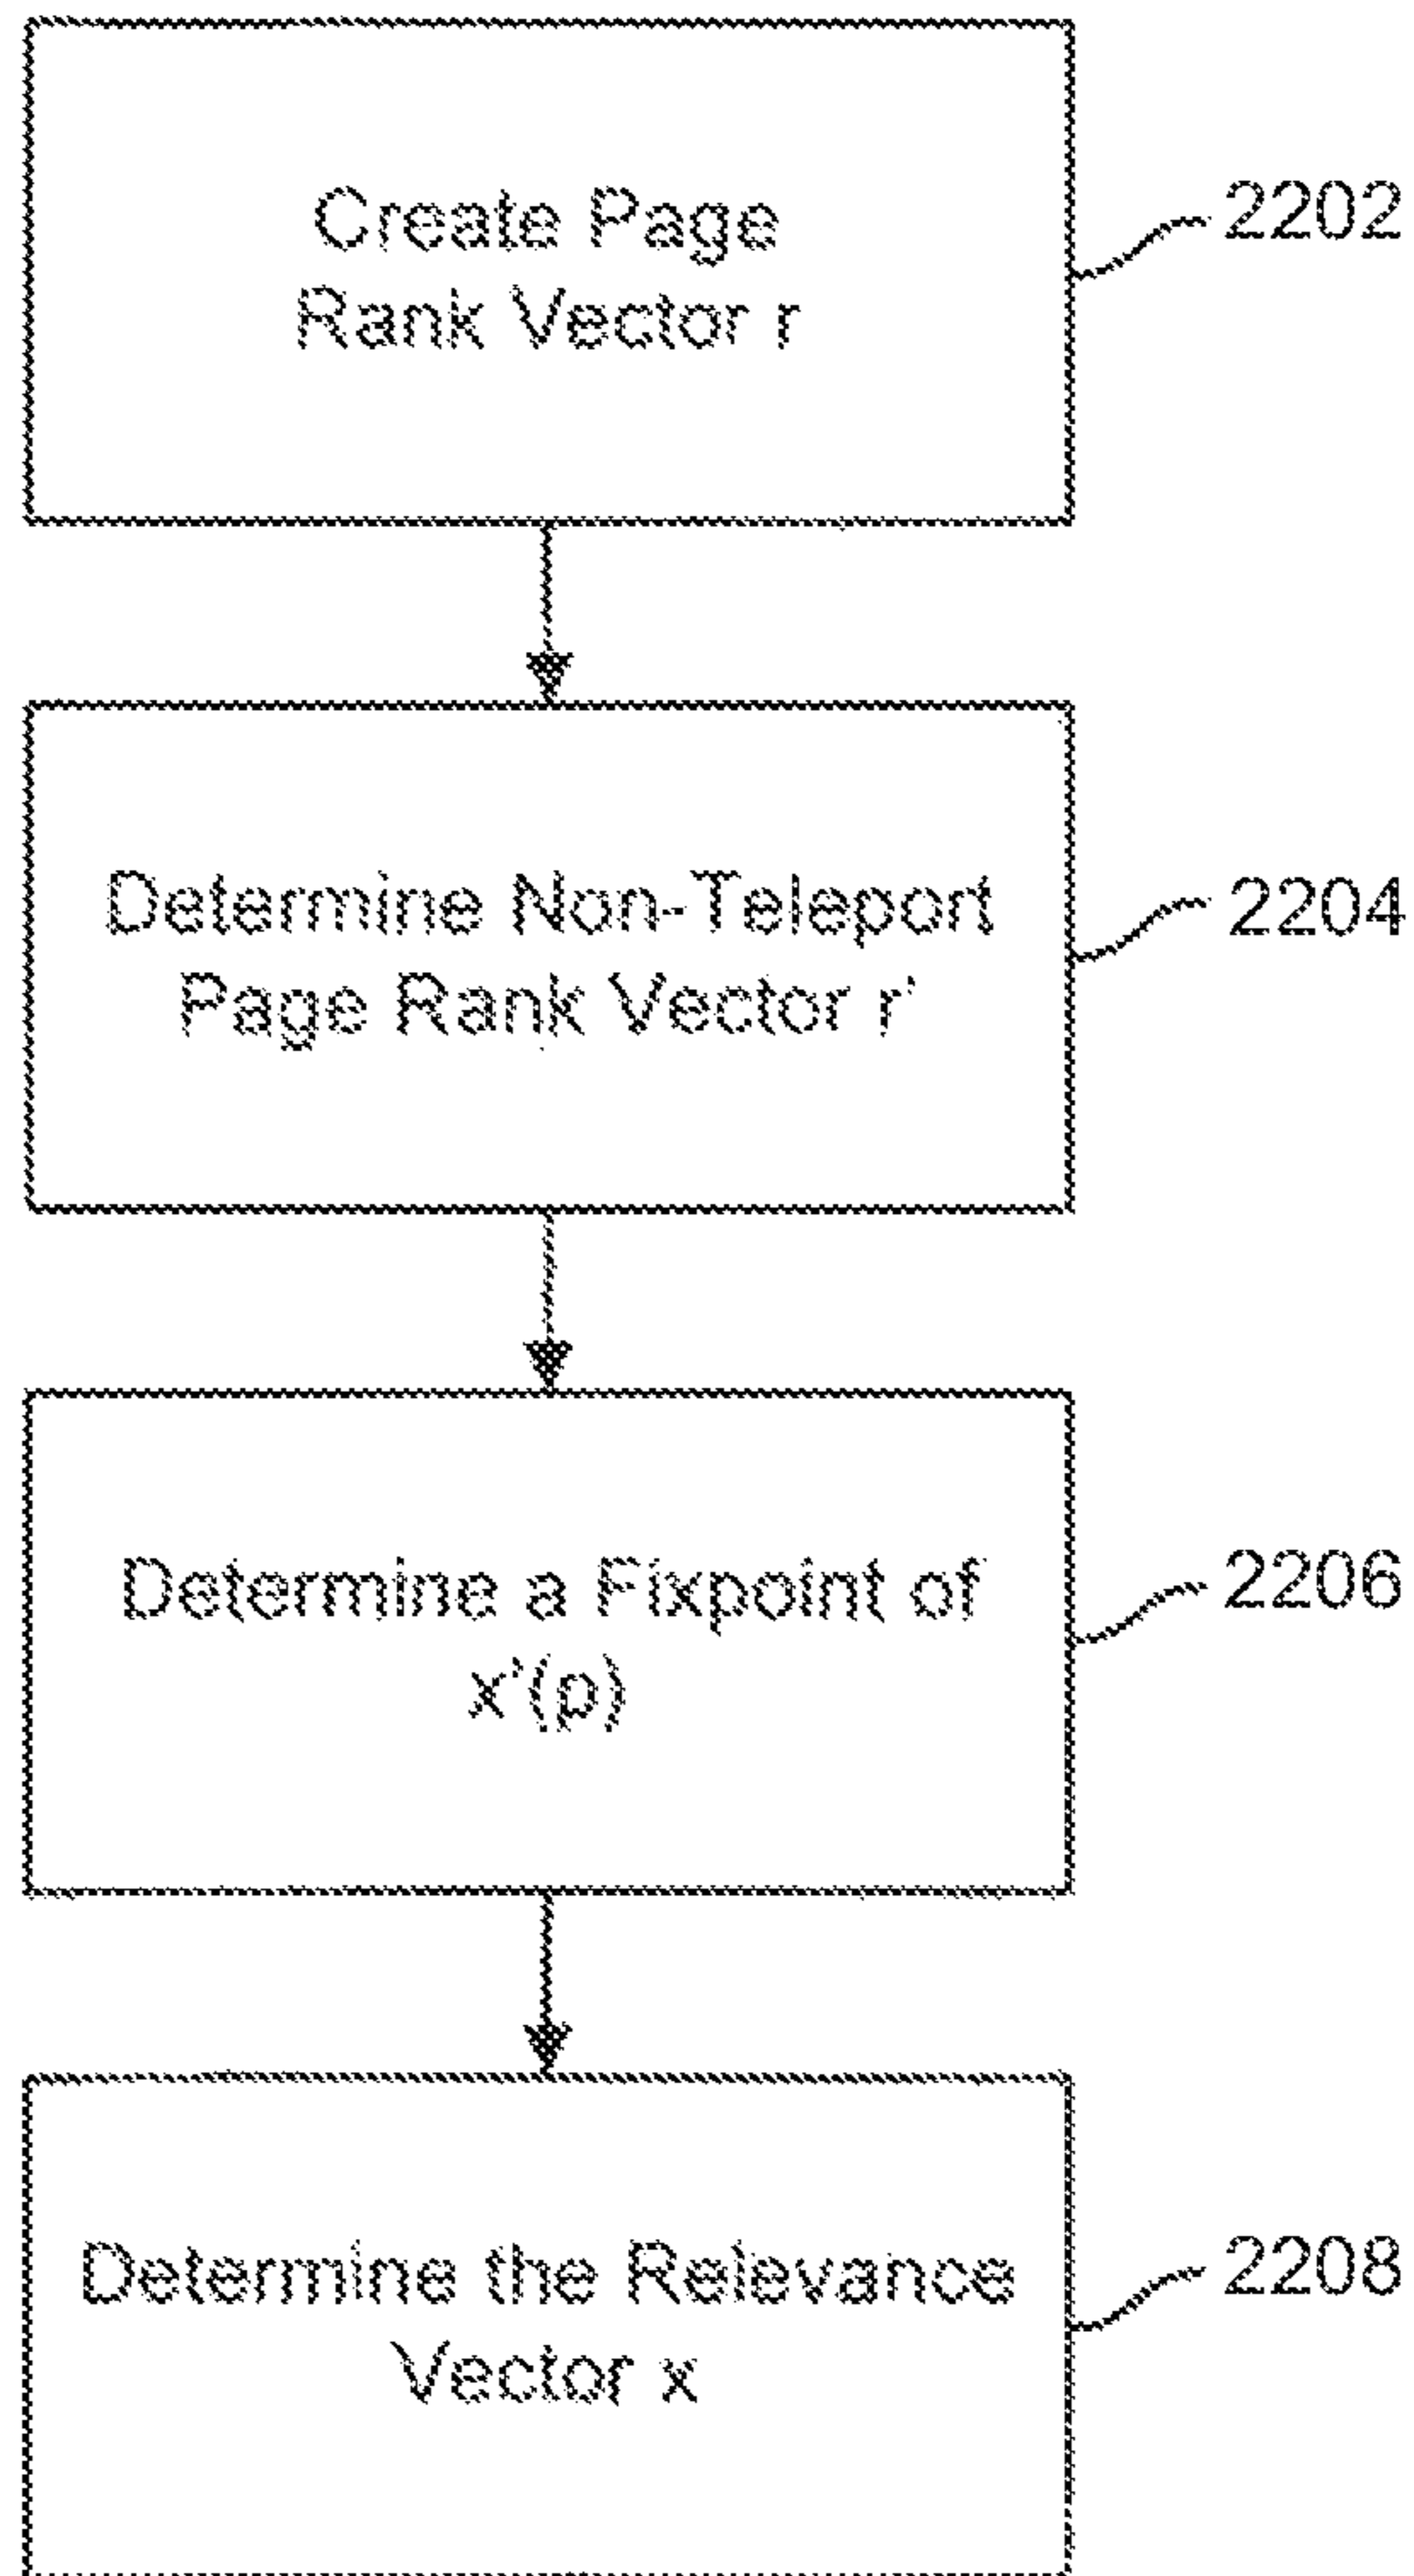 Create Page
Rank Vector r
2202
Determine Non-Teleport
Page Rank Vector r'
2204
Determine a Fixpoint of
x'(p)
2206
Determine the Relevance
Vector x
2208